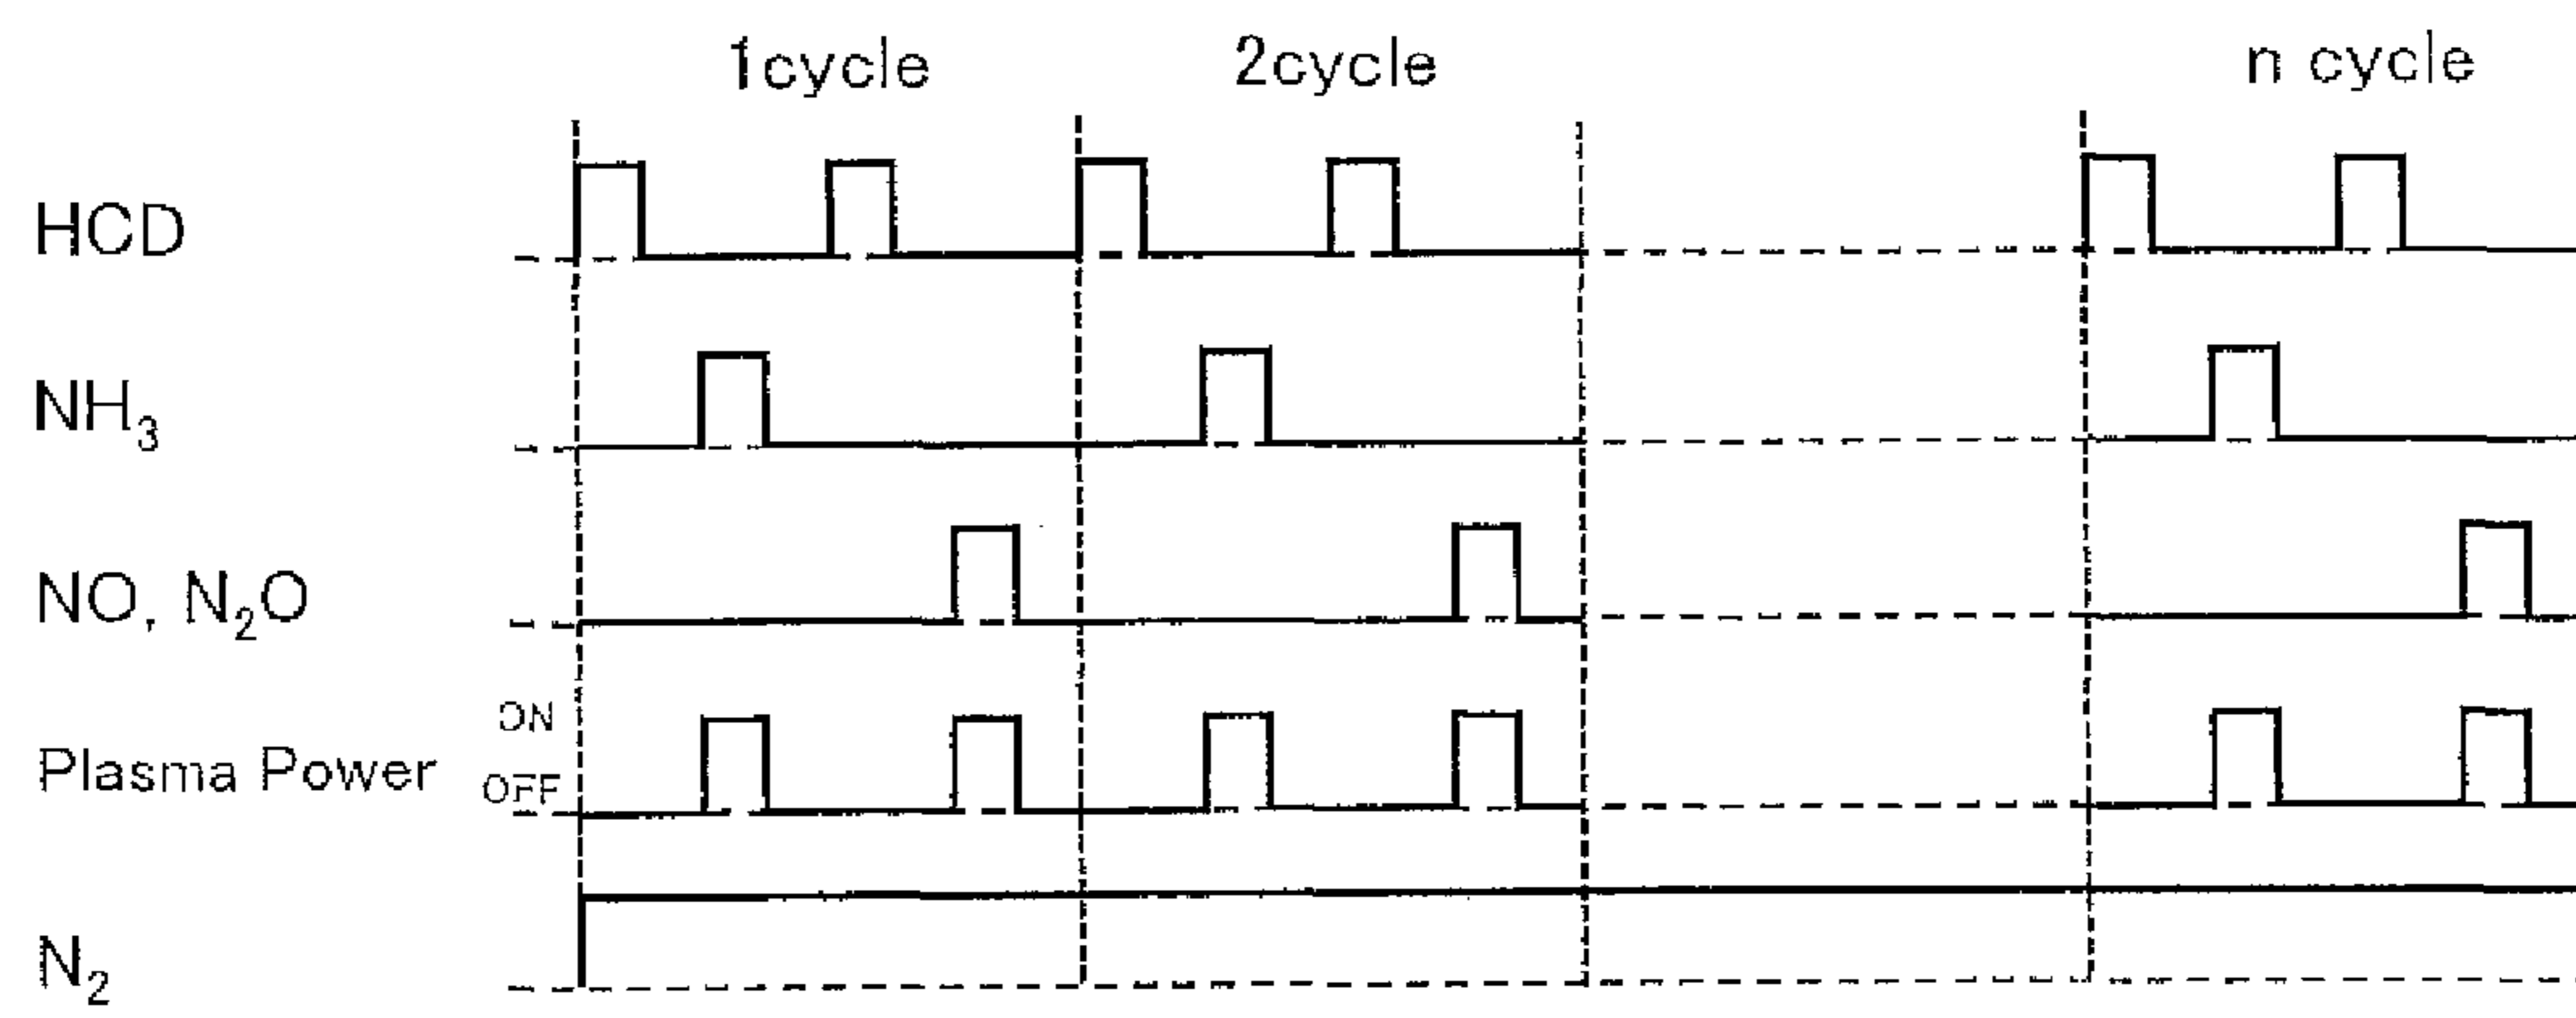 1cycle 2cycle n cycle
HCD
NH₃
NO, N₂O
ON
Plasma Power OFF
N₂